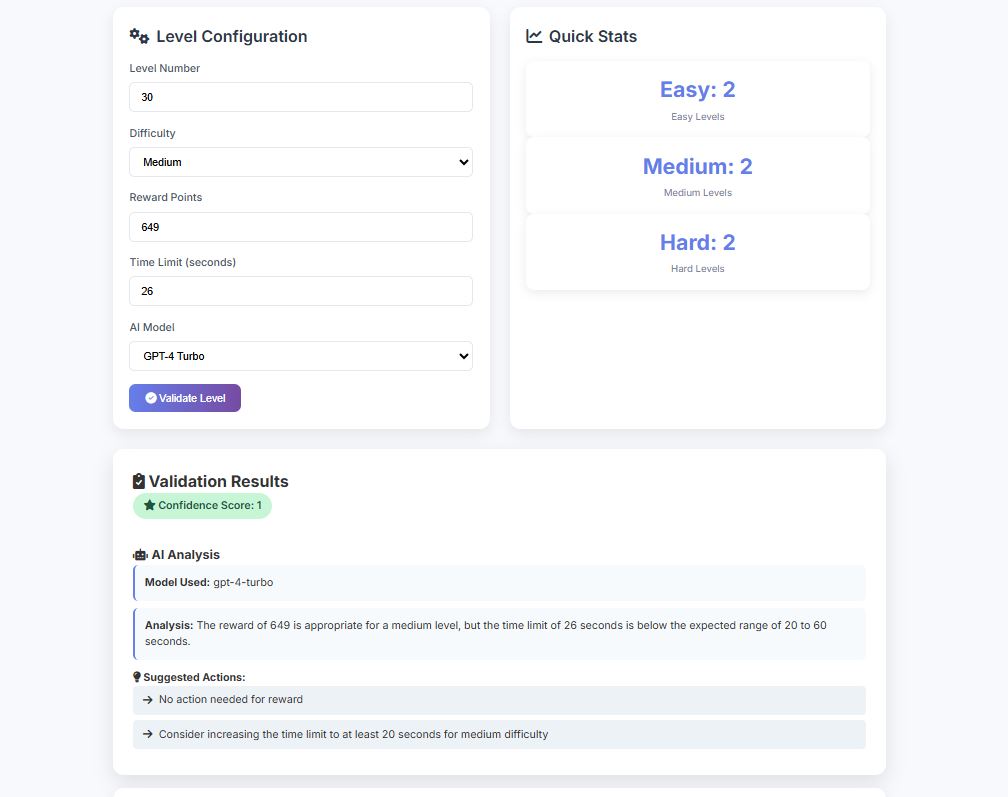 Level Configuration
Level Number
30
Difficulty
Medium
Reward Points
649
Time Limit (seconds)
26
AI Model
GPT-4 Turbo
Validate Level
Quick Stats
Easy: 2
Easy Levels
Medium: 2
Medium Levels
Hard: 2
Hard Levels
Validation Results
Confidence Score: 1
AI Analysis
Model Used: gpt-4-turbo
Analysis: The reward of 649 is appropriate for a medium level, but the time limit of 26 seconds is below the expected range of 20 to 60
seconds.
Suggested Actions:
→ No action needed for reward
→ Consider increasing the time limit to at least 20 seconds for medium difficulty